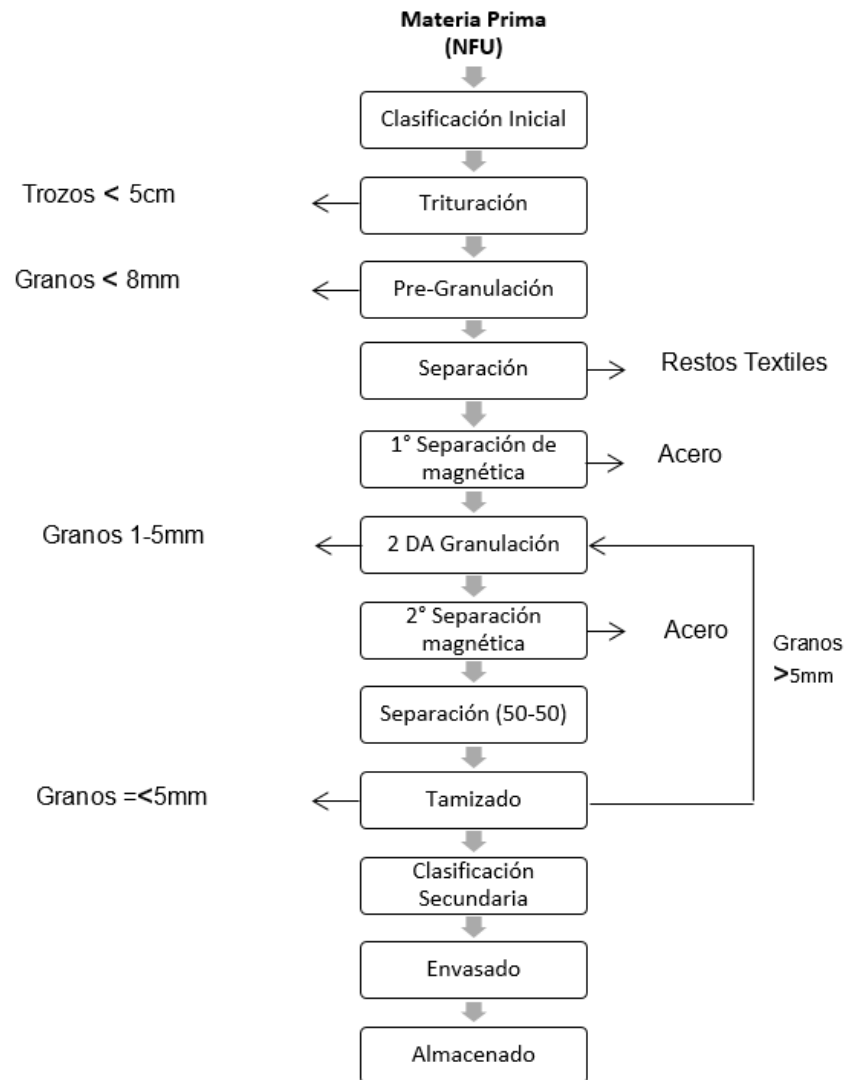 Materia Prima
(NFU)
Clasificación Inicial
Trozos < 5cm
Trituración
Granos < 8mm
Pre-Granulación
Separación
Restos Textiles
1° Separación de
magnética
Acero
Granos 1-5mm
2 DA Granulación
2° Separación
magnética
Acero
Granos
>5mm
Separación (50-50)
Granos =<5mm
Tamizado
Clasificación
Secundaria
Envasado
Almacenado